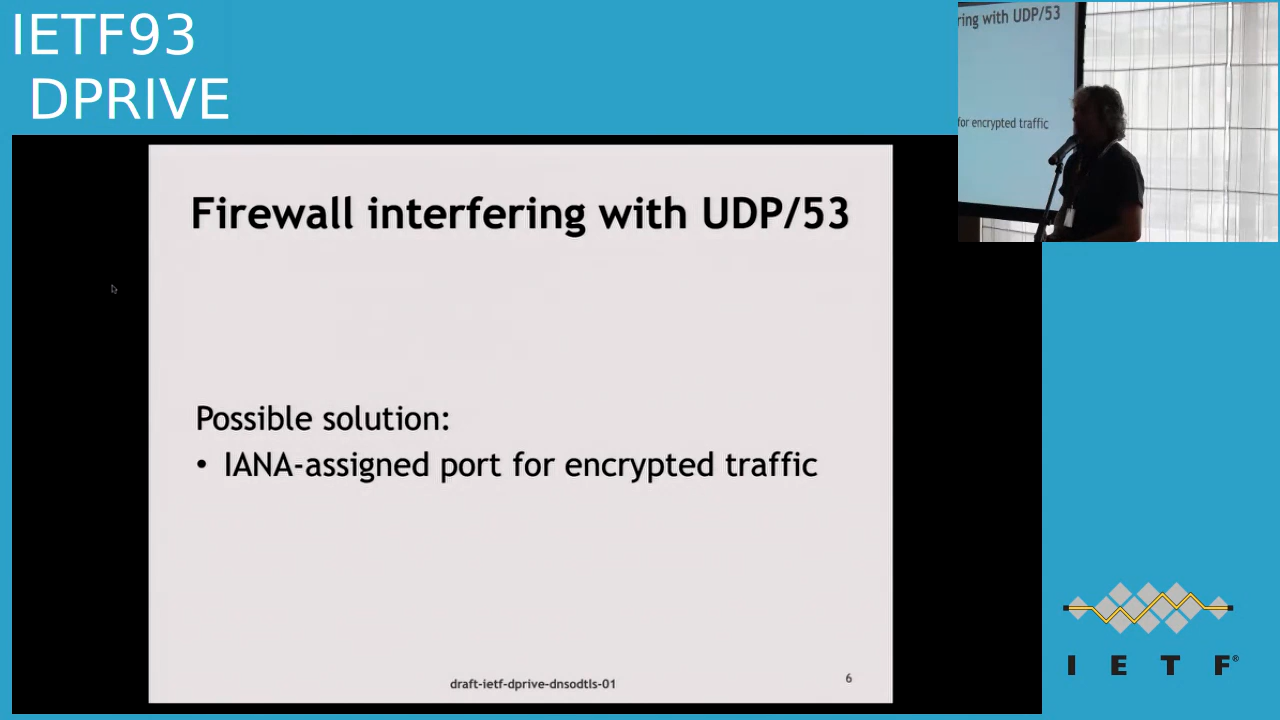 IETF93
DPRIVE
ring with UDP/53
for encrypted traffic
Firewall interfering with UDP/53
Possible solution:
• IANA-assigned port for encrypted traffic
draft-ietf-dprive-dnsodtls-01
6
I E T F®